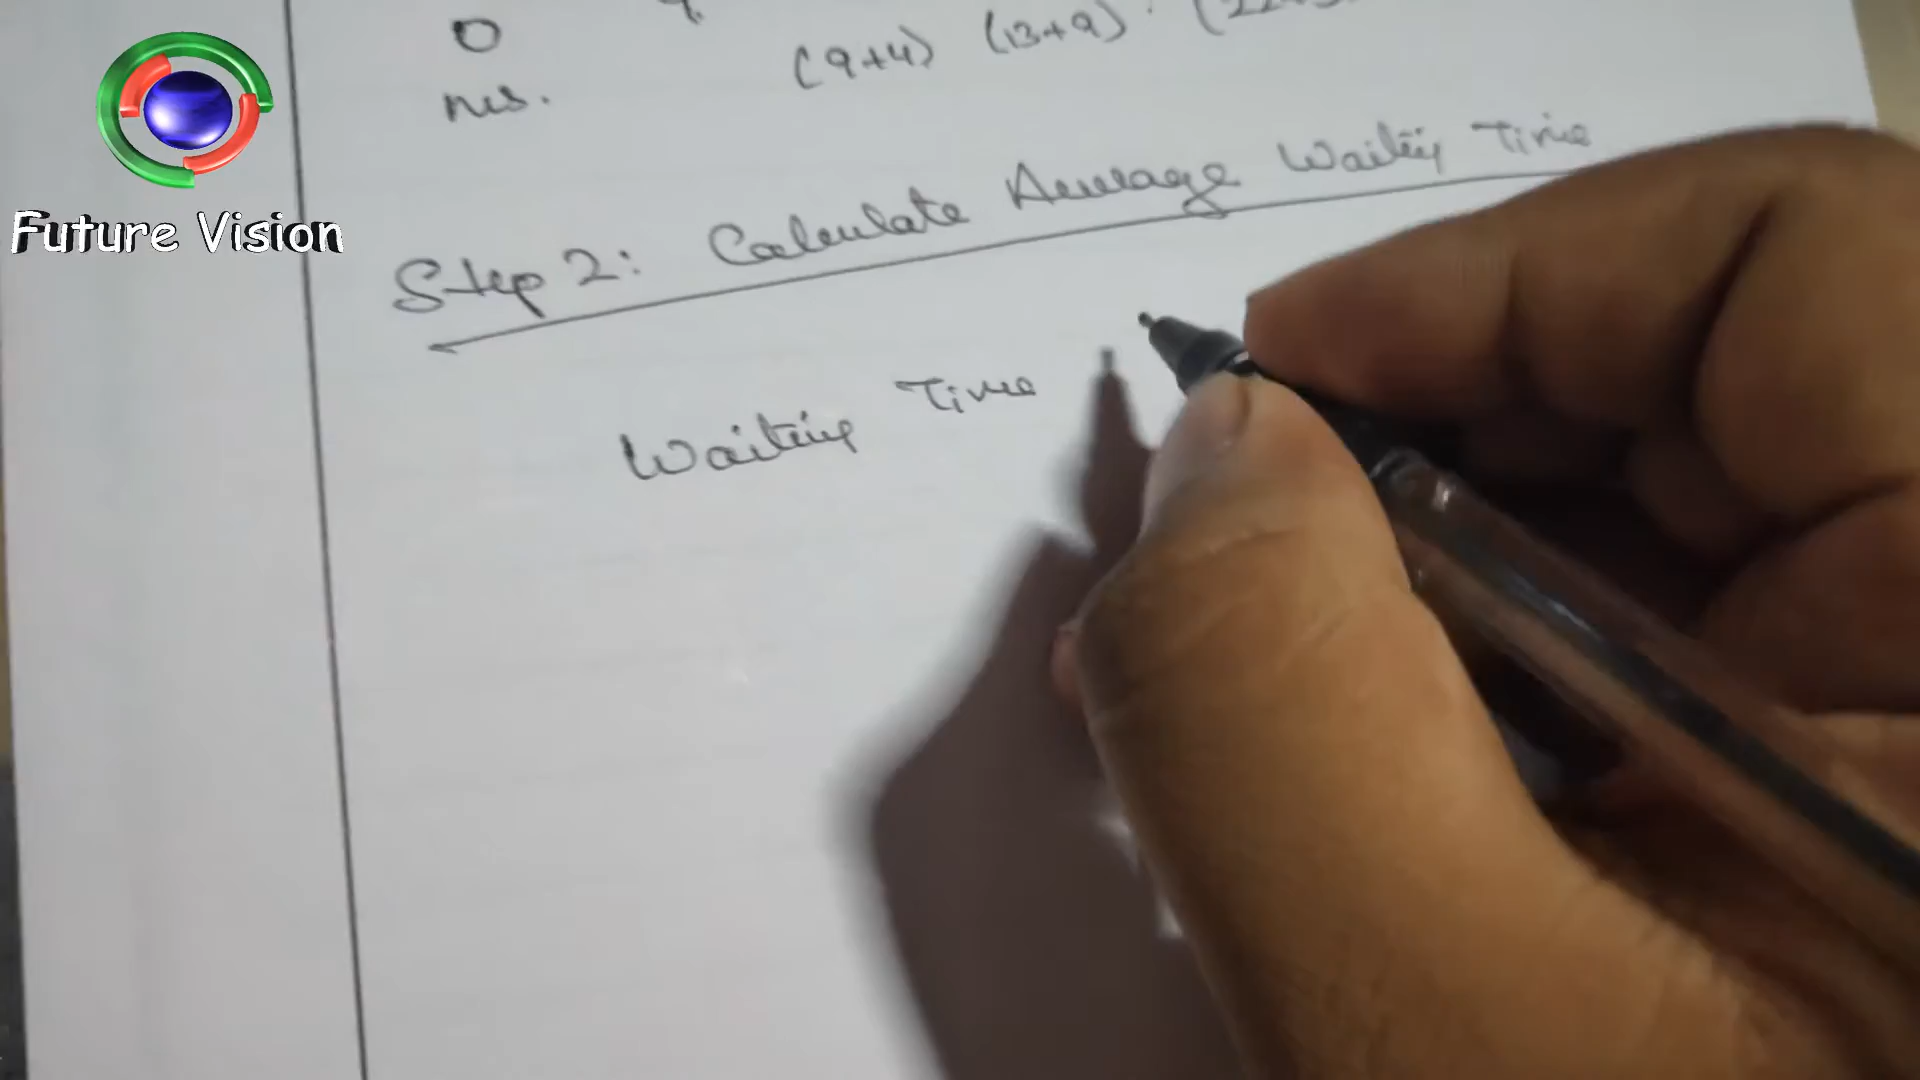 0
ms.
(9+4) (13+9)
Step 2: Calculate Average Waiting Time
Waiting Time
Future Vision